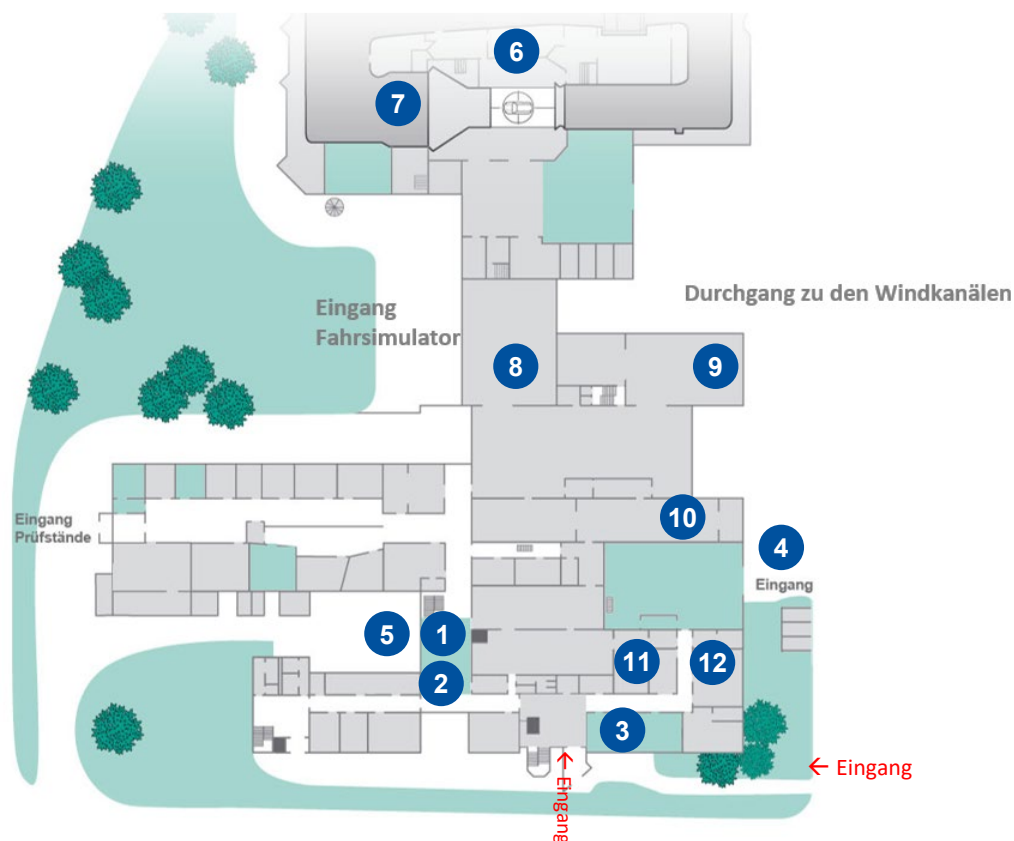 6
7
Eingang
Fahrsimulator
Durchgang zu den Windkanälen
8
9
10
Eingang
Prüfstände
4
Eingang
5
1
2
11
12
3
← Eingang
← Eingang